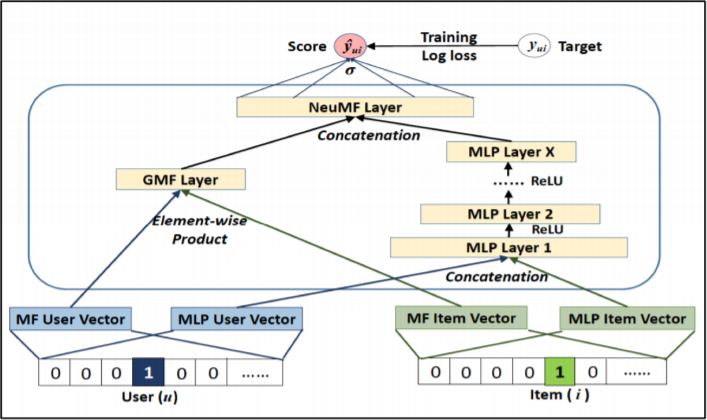 Score ŷui Training yui Target
Log loss
σ
NeuMF Layer
Concatenation
MLP Layer X
GMF Layer
...... ReLU
Element-wise
Product
MLP Layer 2
ReLU
MLP Layer 1
Concatenation
MF User Vector MLP User Vector MF Item Vector MLP Item Vector
0 0 0 1 0 0 ...... 0 0 0 0 1 0 ......
User (u) Item ( i )